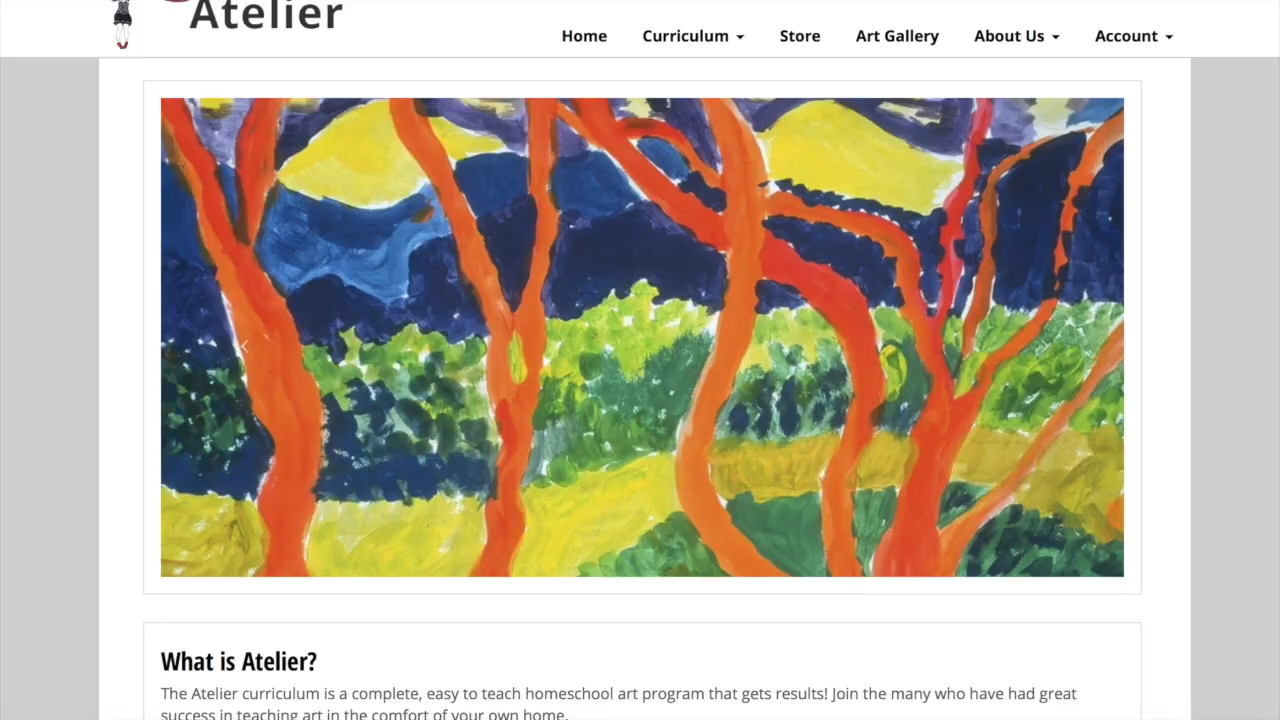 Atelier
Home Curriculum Store Art Gallery About Us Account
What is Atelier?
The Atelier curriculum is a complete, easy to teach homeschool art program that gets results! Join the many who have had great
success in teaching art in the comfort of your own home.